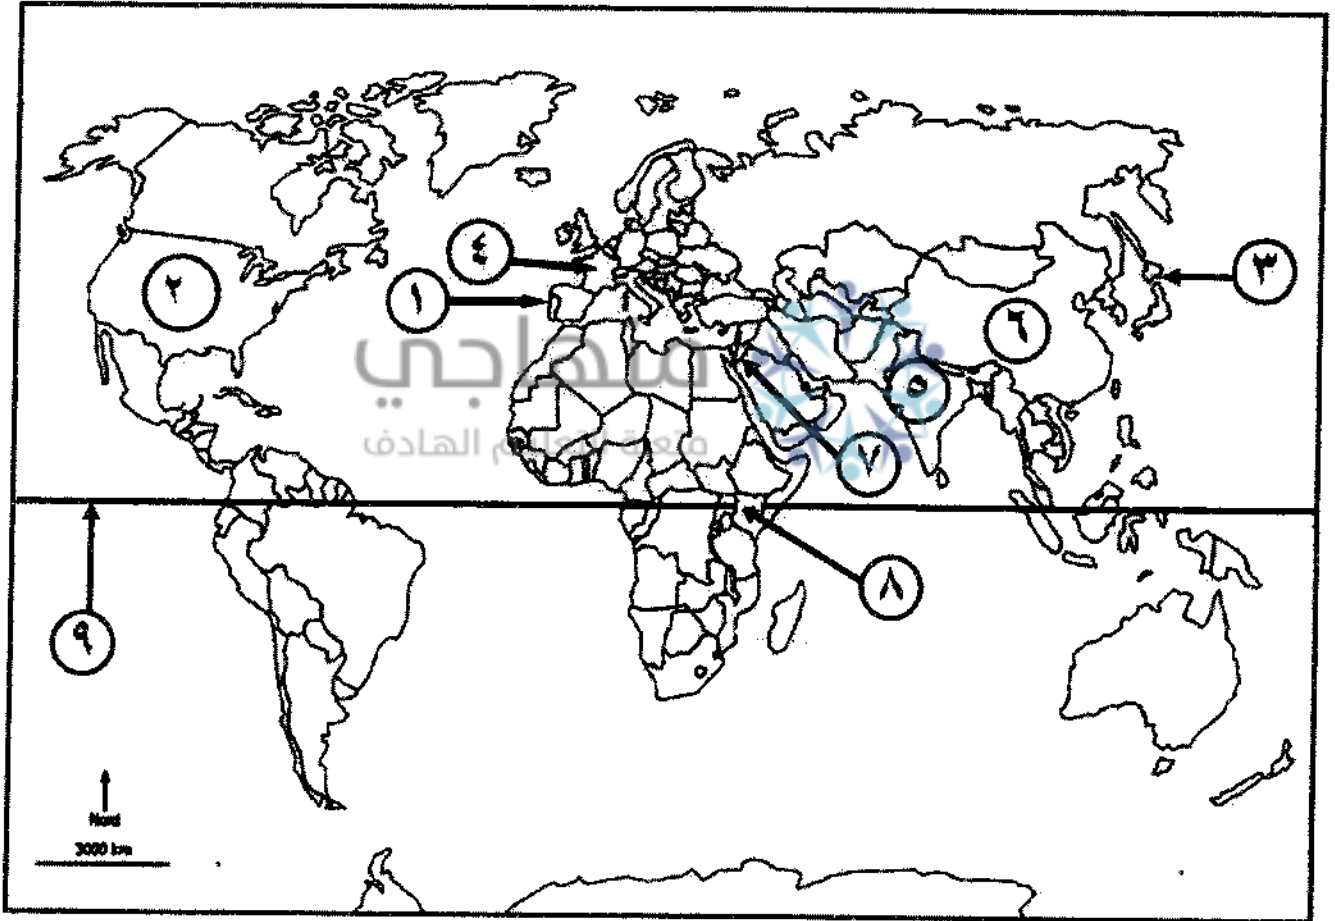 ٤
١
٢
٣
٦
٥
منهاجي
متعة التعليم الهادف
٧
٨
٩
Nord
3000 km